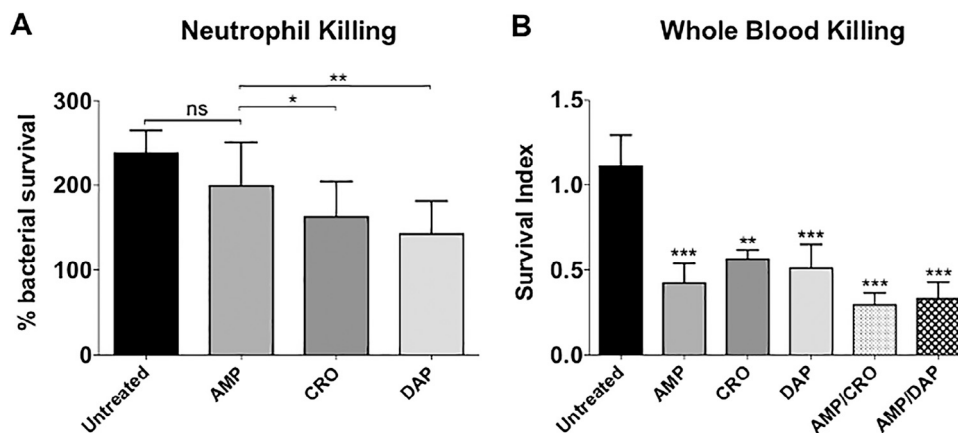 A
Neutrophil Killing
% bacterial survival
300
200
100
0
ns
*
**
Untreated
AMP
CRO
DAP
B
Whole Blood Killing
Survival Index
1.5
1.0
0.5
0.0
***
**
***
***
***
Untreated
AMP
CRO
DAP
AMP/CRO
AMP/DAP